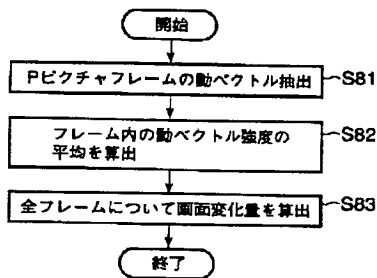 開始
Pピクチャフレームの動ベクトル抽出
S81
フレーム内の動ベクトル強度の
平均を算出
S82
全フレームについて画面変化量を算出
S83
終了